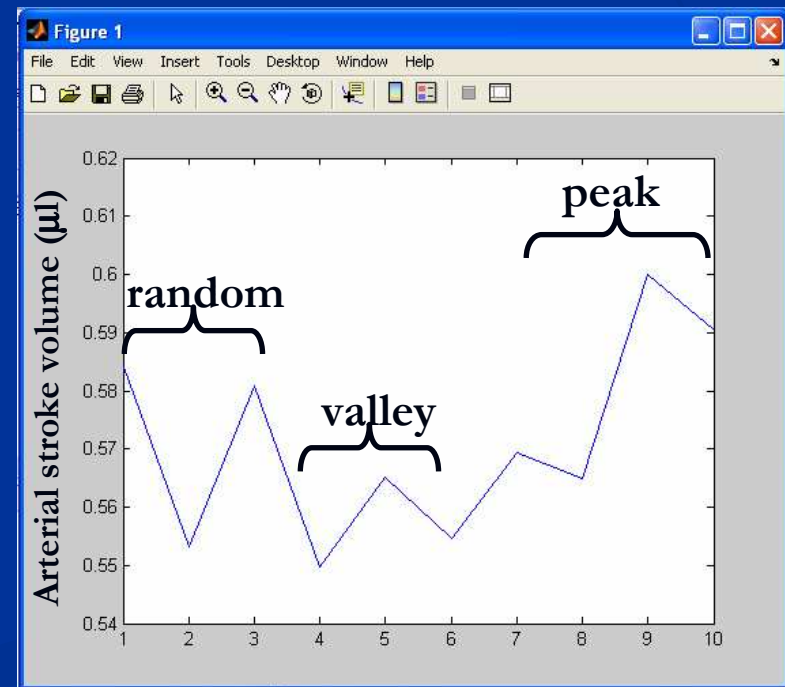 Figure 1
File Edit View Insert Tools Desktop Window Help
Arterial stroke volume (µl)
0.62
0.61
0.6
0.59
0.58
0.57
0.56
0.55
0.54
random
valley
peak
1 2 3 4 5 6 7 8 9 10